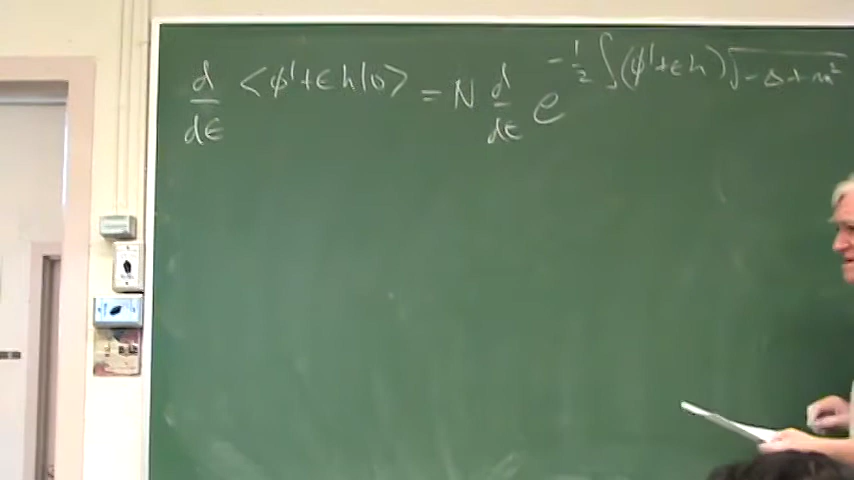 d/dε <φ'+εh|0> = N d/dε e^{-1/2 ∫(φ'+εh)√(-Δ+m²)}